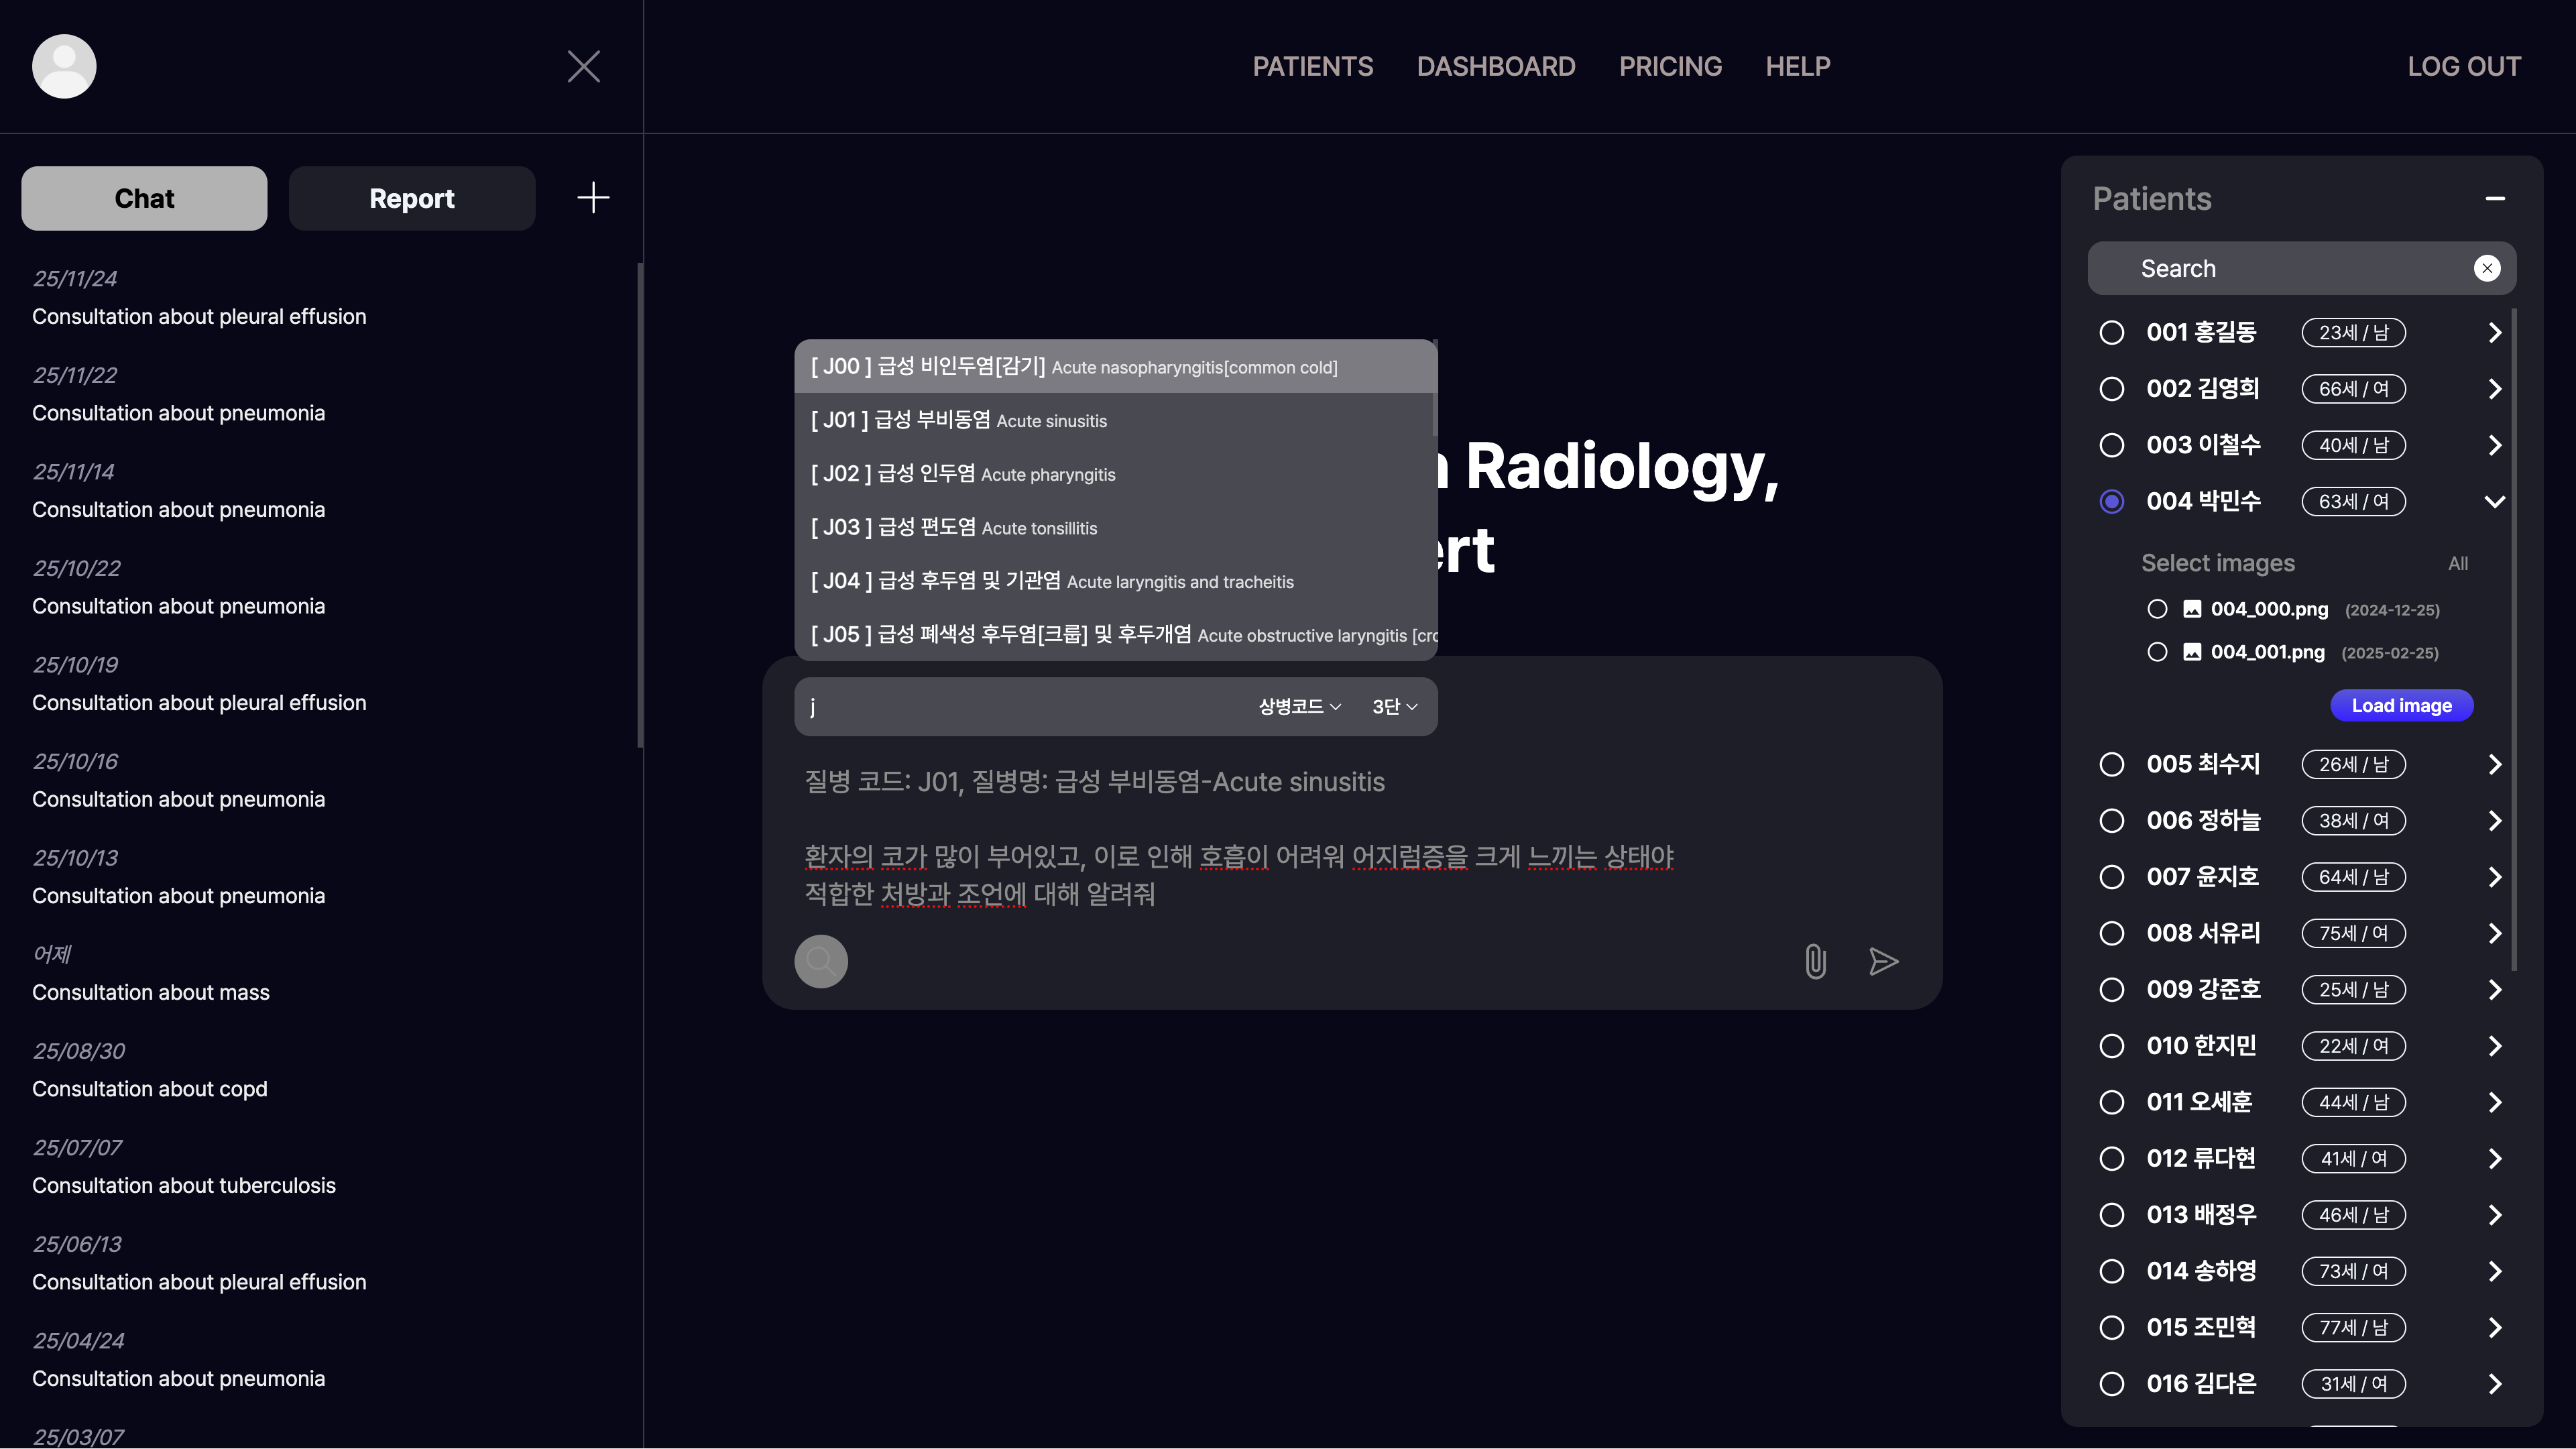 PATIENTS DASHBOARD PRICING HELP LOG OUT
Chat Report
25/11/24
Consultation about pleural effusion
25/11/22
Consultation about pneumonia
25/11/14
Consultation about pneumonia
25/10/22
Consultation about pneumonia
25/10/19
Consultation about pleural effusion
25/10/16
Consultation about pneumonia
25/10/13
Consultation about pneumonia
어제
Consultation about mass
25/08/30
Consultation about copd
25/07/07
Consultation about tuberculosis
25/06/13
Consultation about pleural effusion
25/04/24
Consultation about pneumonia
25/03/07
[ J00 ] 급성 비인두염[감기] Acute nasopharyngitis[common cold]
[ J01 ] 급성 부비동염 Acute sinusitis
[ J02 ] 급성 인두염 Acute pharyngitis
[ J03 ] 급성 편도염 Acute tonsillitis
[ J04 ] 급성 후두염 및 기관염 Acute laryngitis and tracheitis
[ J05 ] 급성 폐색성 후두염[크룹] 및 후두개염 Acute obstructive laryngitis [cro
Radiology,
ert
j 상병코드 3단
질병 코드: J01, 질병명: 급성 부비동염-Acute sinusitis
환자의 코가 많이 부어있고, 이로 인해 호흡이 어려워 어지럼증을 크게 느끼는 상태야
적합한 처방과 조언에 대해 알려줘
Patients
Search
001 홍길동 23세 / 남
002 김영희 66세 / 여
003 이철수 40세 / 남
004 박민수 63세 / 여
Select images All
004_000.png (2024-12-25)
004_001.png (2025-02-25)
Load image
005 최수지 26세 / 남
006 정하늘 38세 / 여
007 윤지호 64세 / 남
008 서유리 75세 / 여
009 강준호 25세 / 남
010 한지민 22세 / 여
011 오세훈 44세 / 남
012 류다현 41세 / 여
013 배정우 46세 / 남
014 송하영 73세 / 여
015 조민혁 77세 / 남
016 김다은 31세 / 여